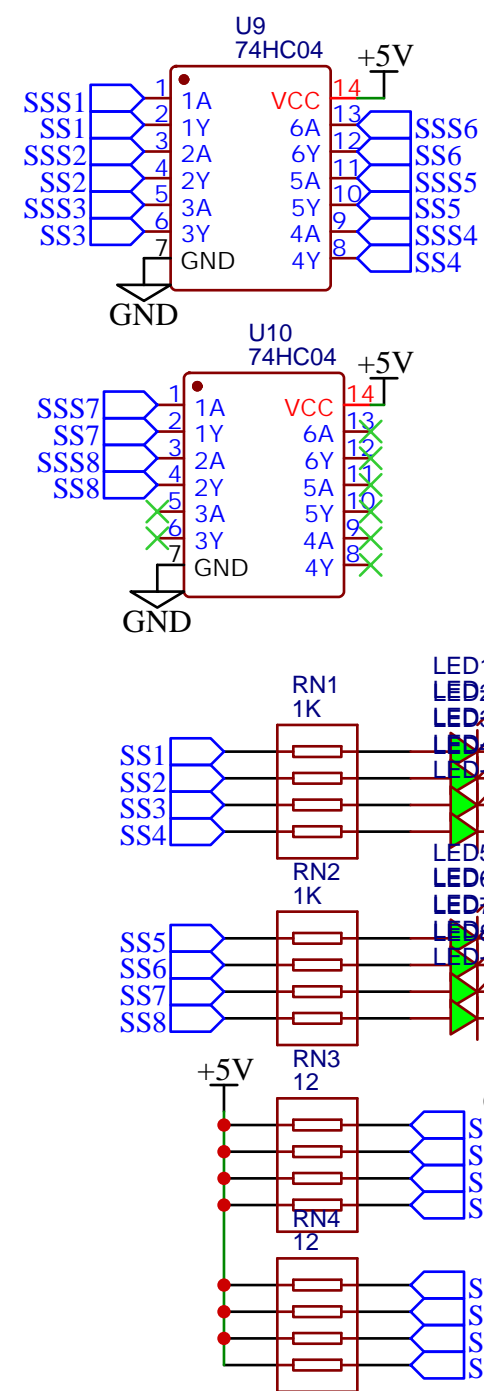 U9
74HC04
+5V
SSS1 1 1A VCC 14
SS1 2 1Y 6A 13 SSS6
SSS2 3 2A 6Y 12 SS6
SS2 4 2Y 5A 11 SSS5
SSS3 5 3A 5Y 10 SS5
SS3 6 3Y 4A 9 SSS4
7 GND 4Y 8 SS4
GND
U10
74HC04
+5V
SSS7 1 1A VCC 14
SS7 2 1Y 6A 13
SSS8 3 2A 6Y 12
SS8 4 2Y 5A 11
5 3A 5Y 10
6 3Y 4A 9
7 GND 4Y 8
GND
RN1
1K
LED1
LED2
LED3
SS1
SS2
SS3
SS4
RN2
1K
LED5
LED6
LED7
SS5
SS6
SS7
SS8
+5V
RN3
12
S
S
S
S
RN4
12
S
S
S
S